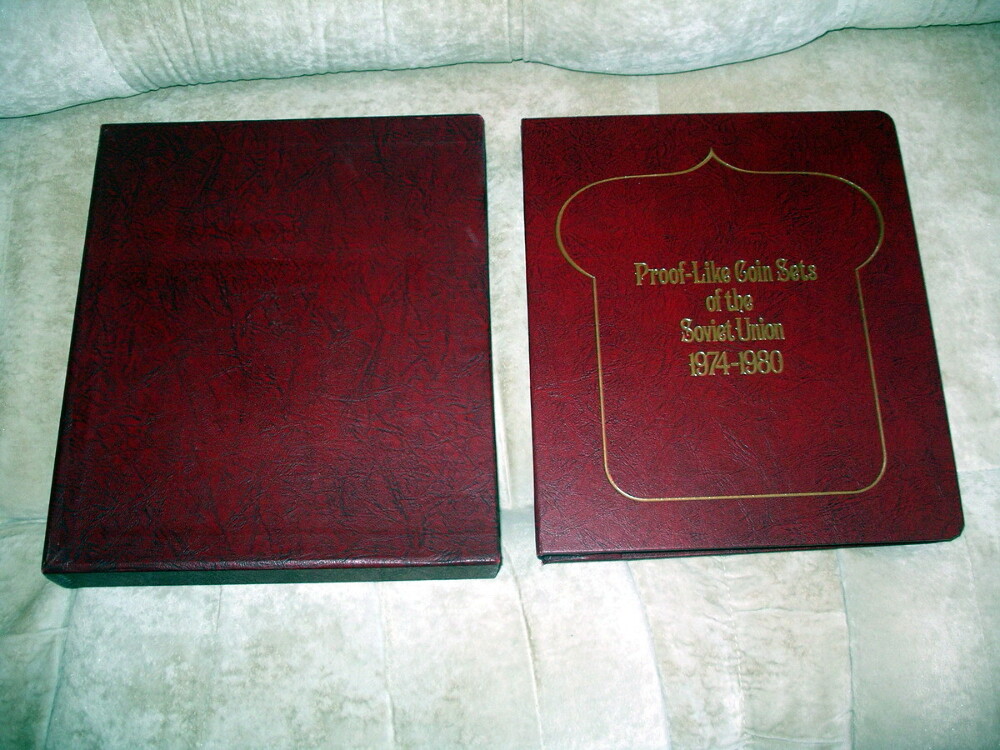 Proof-Like Coin Sets
of the
Soviet Union
1974-1980